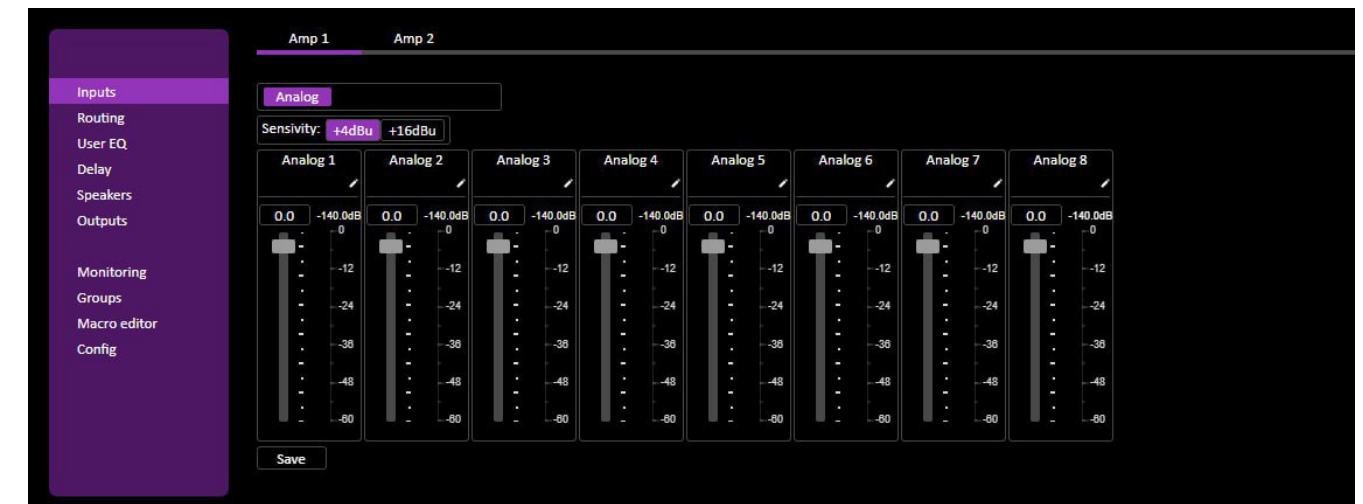 Amp 1 Amp 2
Inputs
Routing
User EQ
Delay
Speakers
Outputs
Monitoring
Groups
Macro editor
Config
Analog
Sensivity: +4dBu +16dBu
Analog 1 Analog 2 Analog 3 Analog 4 Analog 5 Analog 6 Analog 7 Analog 8
0.0 -140.0dB 0.0 -140.0dB 0.0 -140.0dB 0.0 -140.0dB 0.0 -140.0dB 0.0 -140.0dB 0.0 -140.0dB 0.0 -140.0dB
0 0 0 0 0 0 0 0
-12 -12 -12 -12 -12 -12 -12 -12
-24 -24 -24 -24 -24 -24 -24 -24
-36 -36 -36 -36 -36 -36 -36 -36
-48 -48 -48 -48 -48 -48 -48 -48
-60 -60 -60 -60 -60 -60 -60 -60
Save